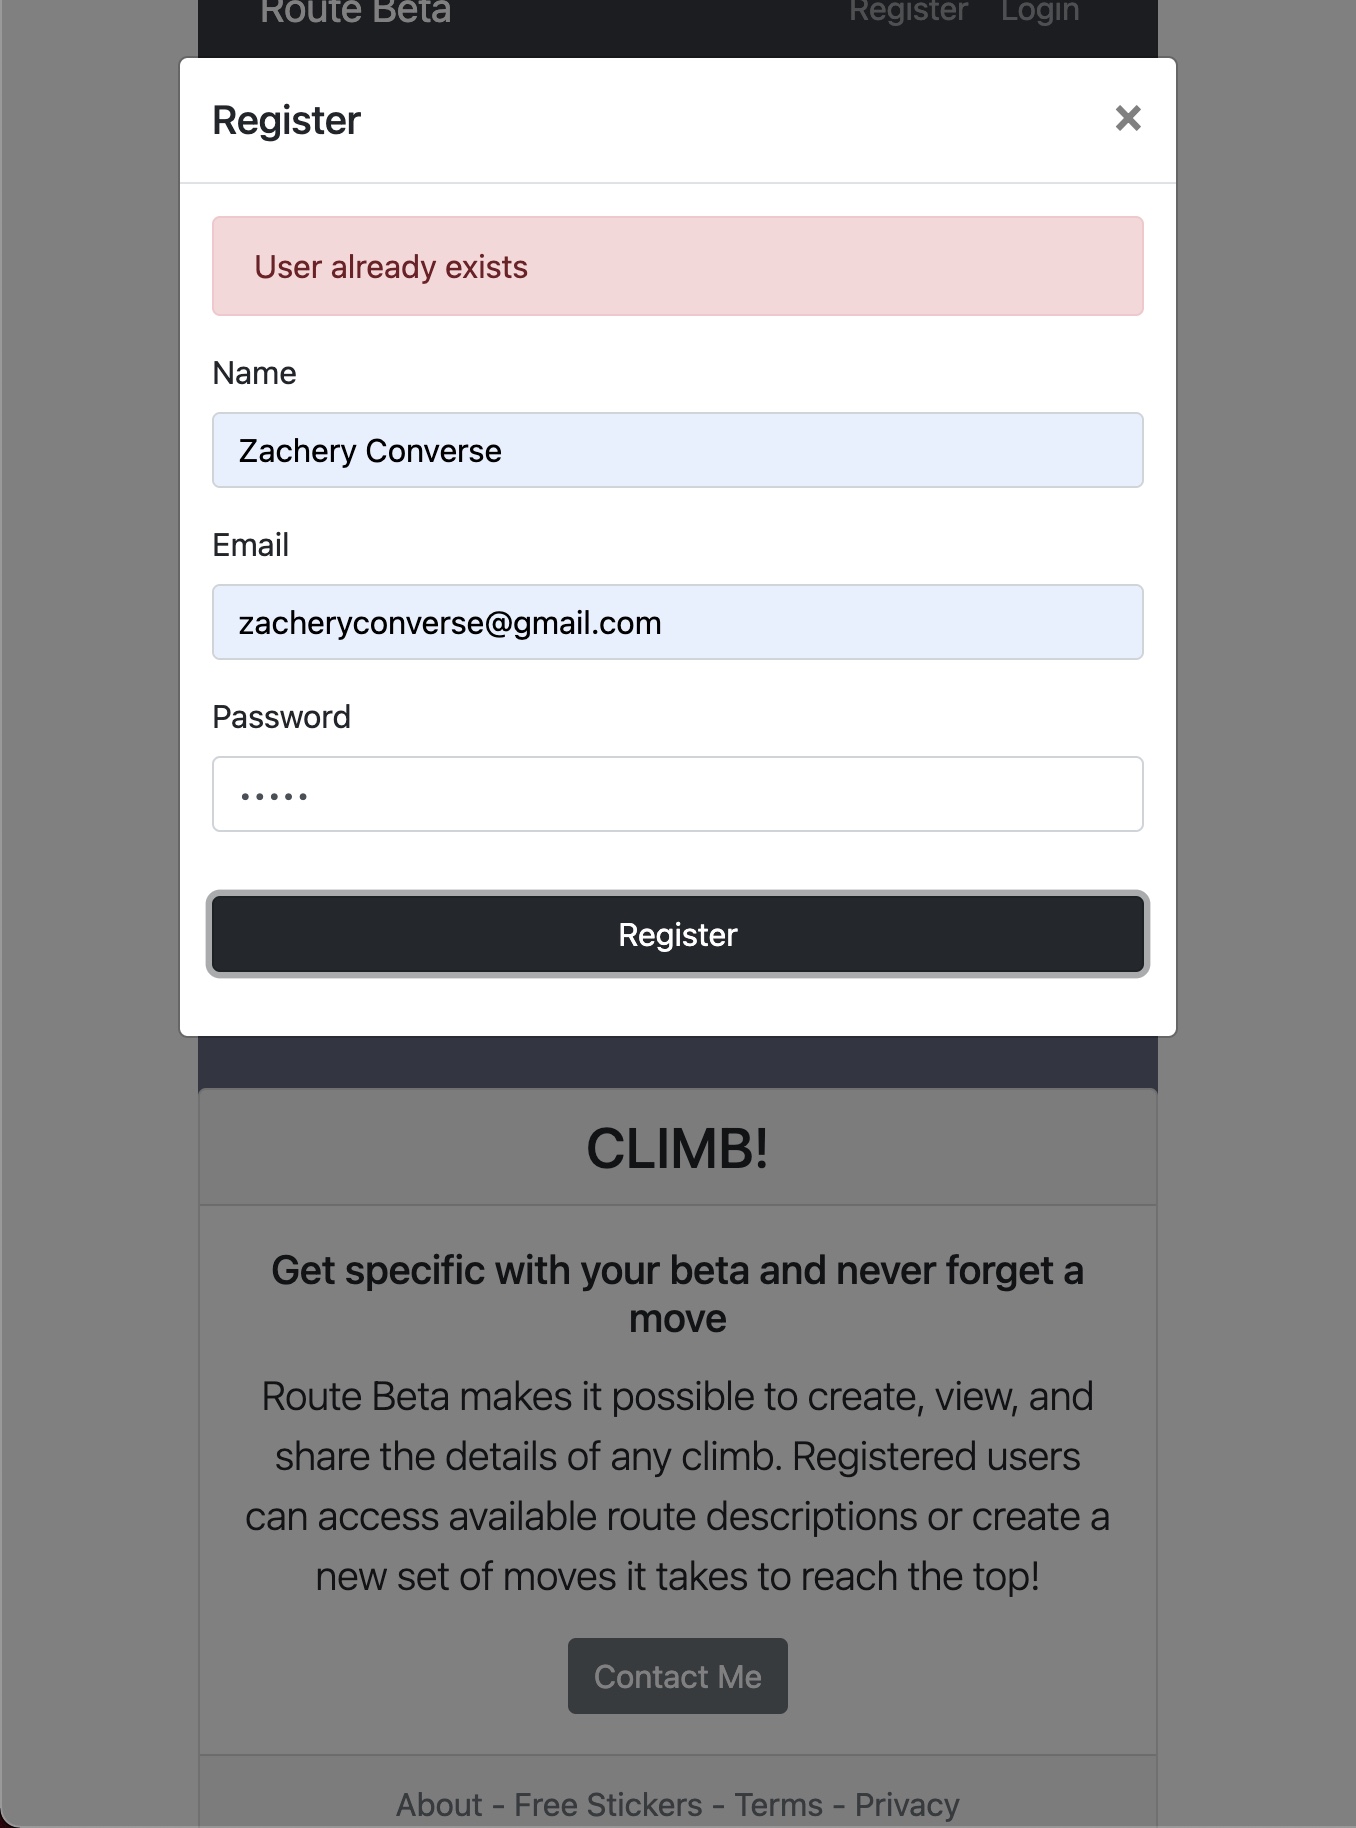 Route Beta
Register Login
Register
×
User already exists
Name
Zachery Converse
Email
zacheryconverse@gmail.com
Password
•••••
Register
CLIMB!
Get specific with your beta and never forget a
move
Route Beta makes it possible to create, view, and
share the details of any climb. Registered users
can access available route descriptions or create a
new set of moves it takes to reach the top!
Contact Me
About - Free Stickers - Terms - Privacy